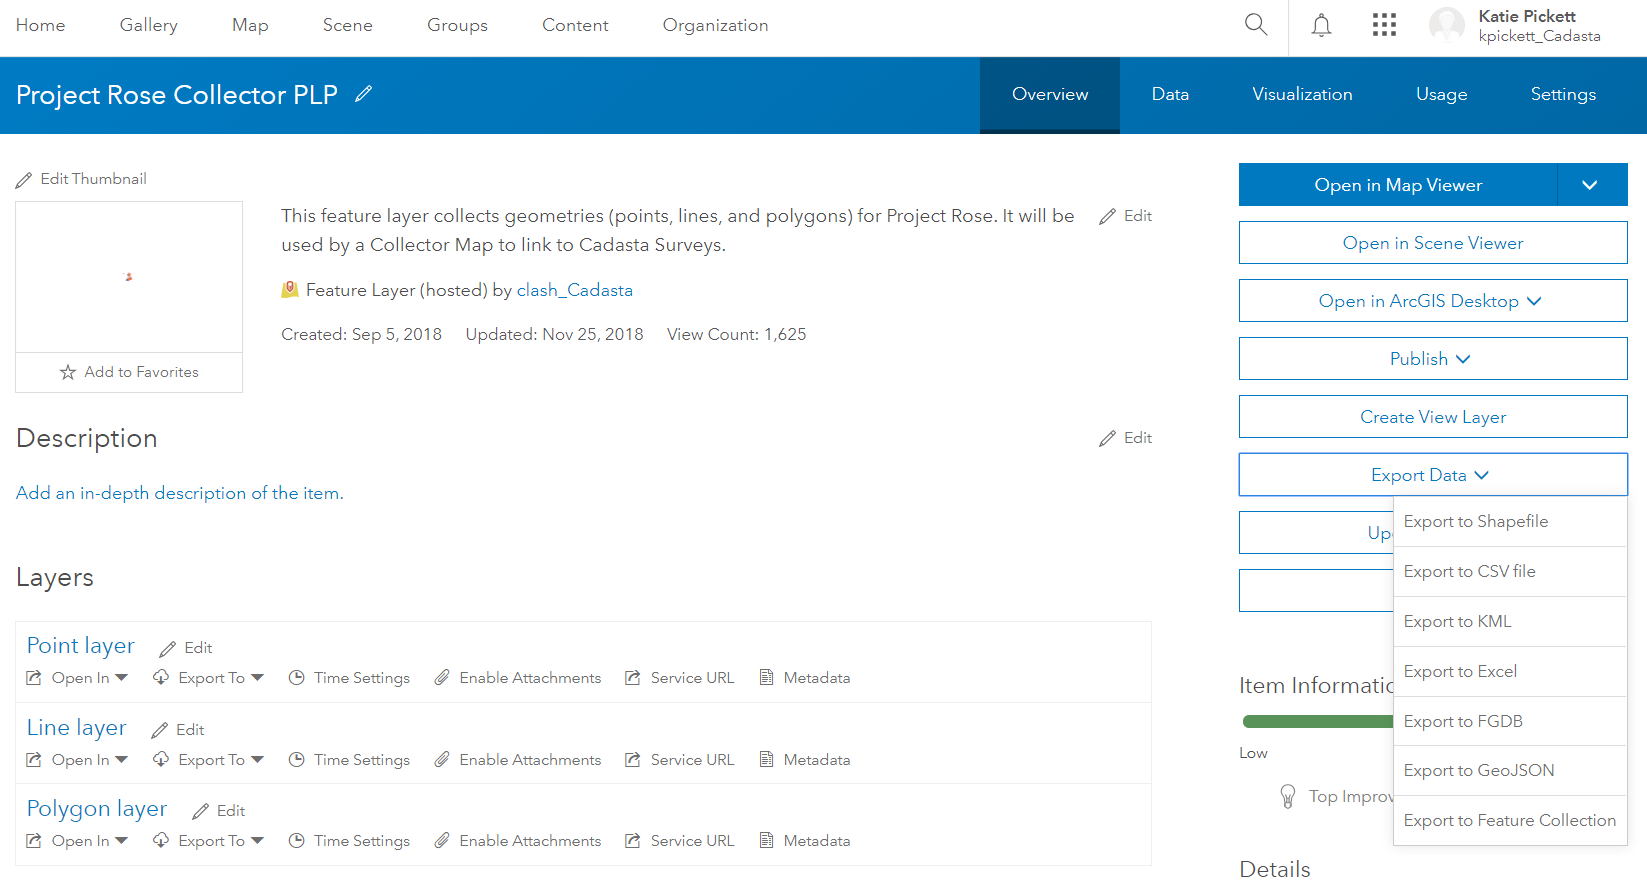 Home Gallery Map Scene Groups Content Organization
Katie Pickett
kpickett_Cadasta
Project Rose Collector PLP
Overview Data Visualization Usage Settings
Edit Thumbnail
Add to Favorites
This feature layer collects geometries (points, lines, and polygons) for Project Rose. It will be
used by a Collector Map to link to Cadasta Surveys.
Edit
Feature Layer (hosted) by clash_Cadasta
Created: Sep 5, 2018 Updated: Nov 25, 2018 View Count: 1,625
Description
Edit
Add an in-depth description of the item.
Layers
Point layer Edit
Open In Export To Time Settings Enable Attachments Service URL Metadata
Line layer Edit
Open In Export To Time Settings Enable Attachments Service URL Metadata
Polygon layer Edit
Open In Export To Time Settings Enable Attachments Service URL Metadata
Open in Map Viewer
Open in Scene Viewer
Open in ArcGIS Desktop
Publish
Create View Layer
Export Data
Export to Shapefile
Export to CSV file
Export to KML
Export to Excel
Export to FGDB
Export to GeoJSON
Export to Feature Collection
Item
Low
Top
Details